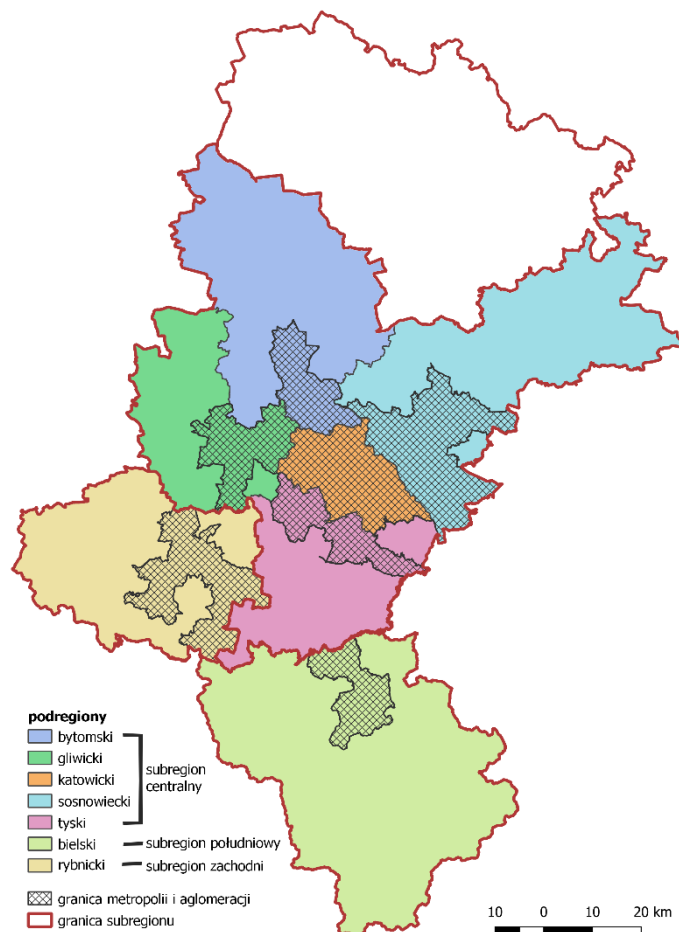 podregiony
bytomski
gliwicki
katowicki
sosnowiecki
tyski
bielski
rybnicki
subregion
centralny
subregion południowy
subregion zachodni
granica metropolii i aglomeracji
granica subregionu
10 0 10 20 km